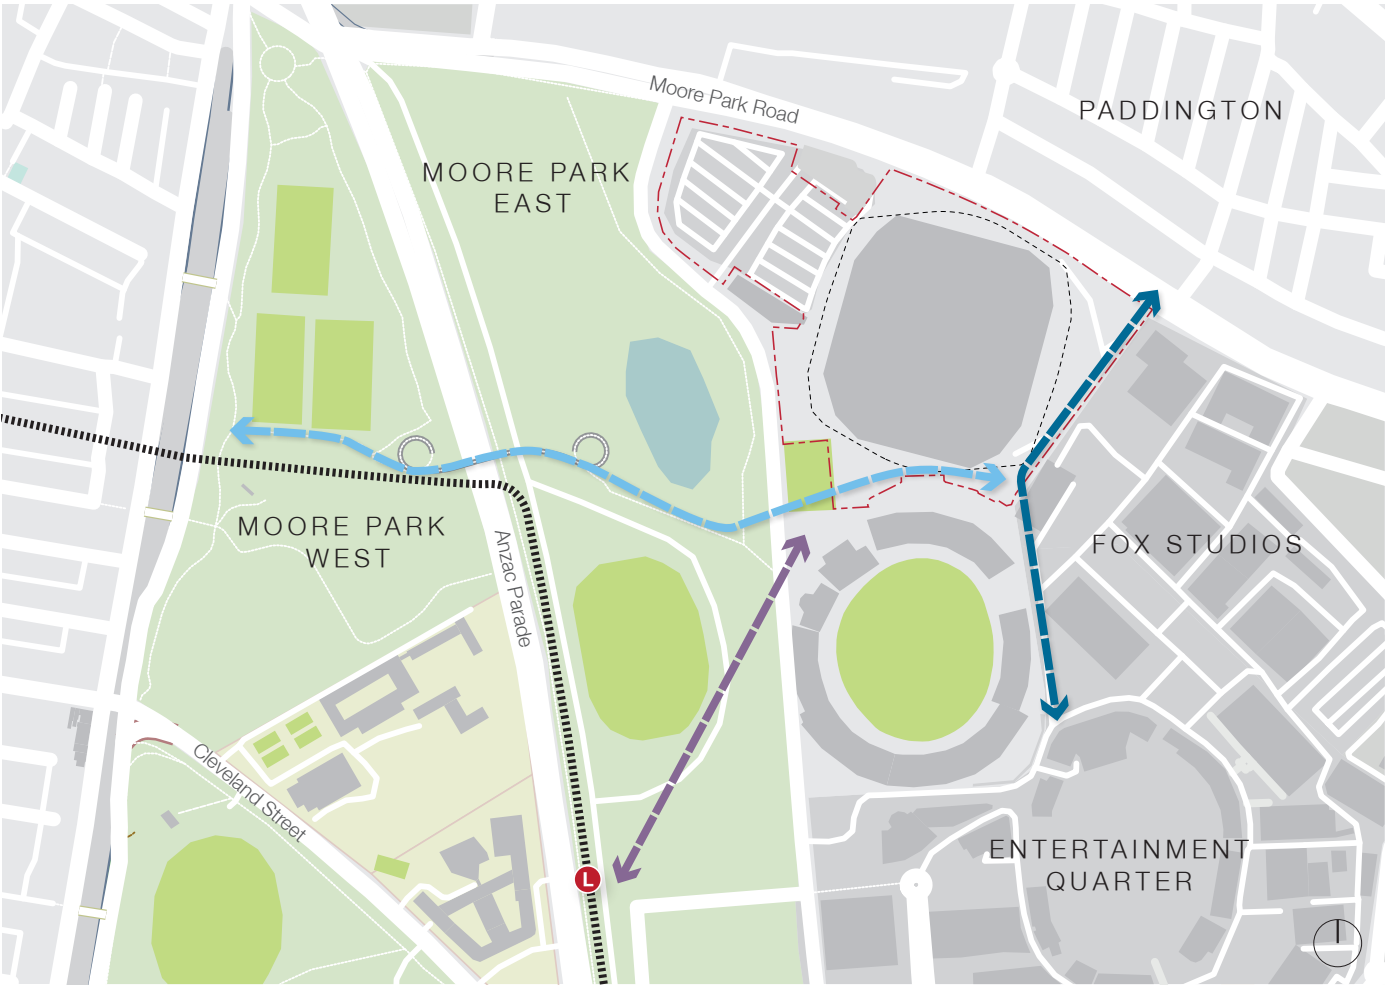 Moore Park Road
PADDINGTON
MOORE PARK
EAST
MOORE PARK
WEST
Anzac Parade
FOX STUDIOS
Cleveland Street
ENTERTAINMENT
QUARTER
L